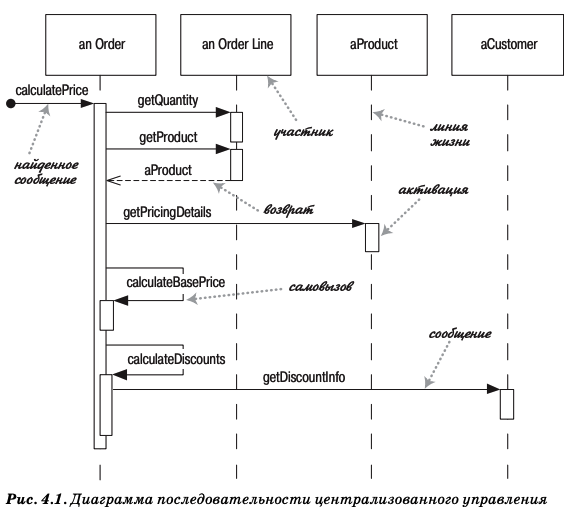 an Order
an Order Line
aProduct
aCustomer
calculatePrice
getQuantity
участник
линия
жизни
найденное
сообщение
getProduct
aProduct
возврат
активация
getPricingDetails
calculateBasePrice
самовызов
calculateDiscounts
сообщение
getDiscountInfo
Рис. 4.1. Диаграмма последовательности централизованного управления